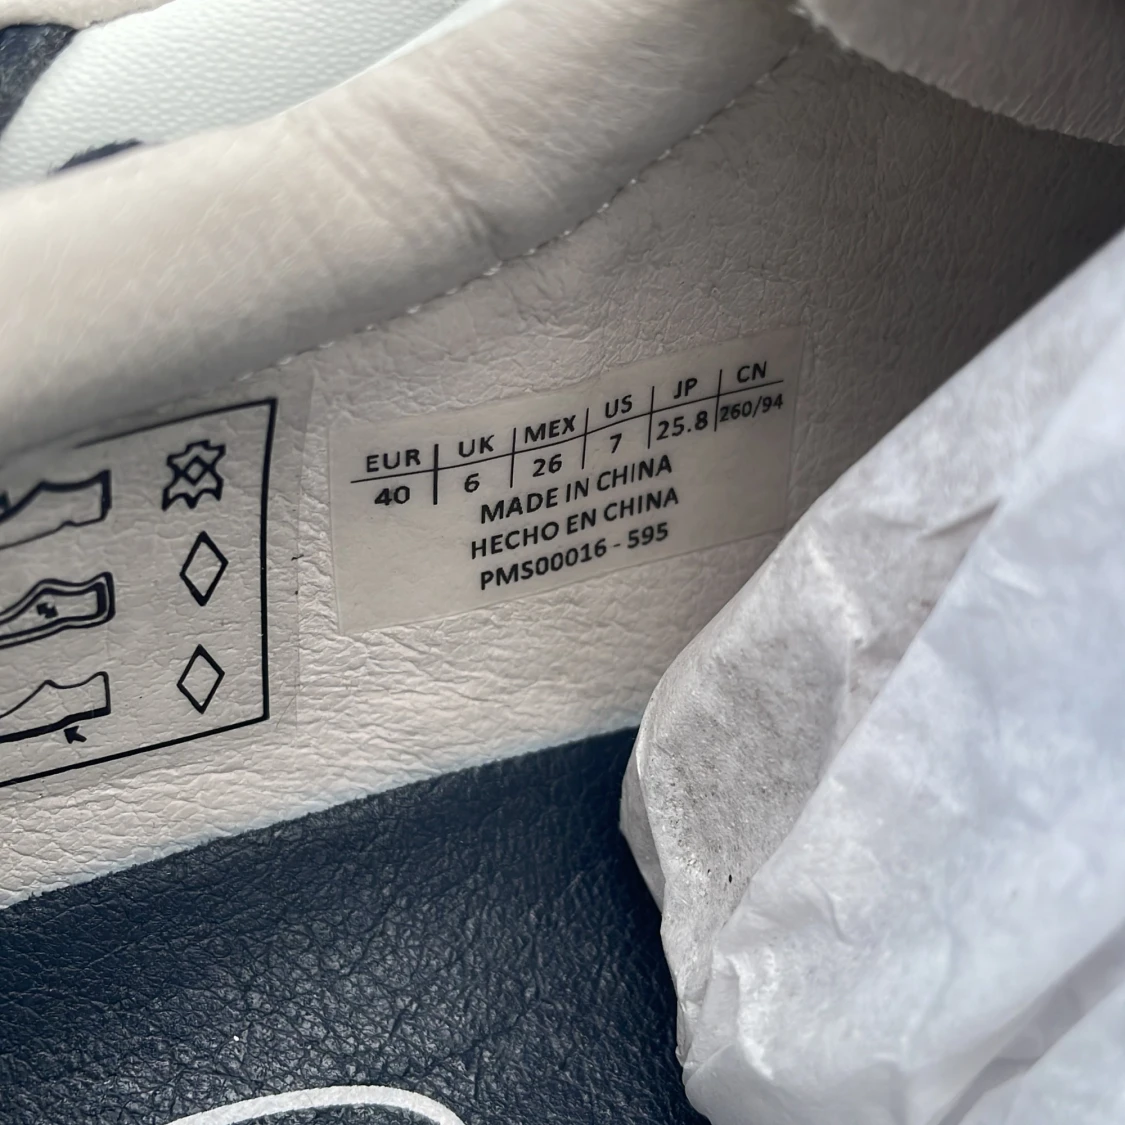 EUR UK MEX US JP CN
40 6 26 7 25.8 260/94
MADE IN CHINA
HECHO EN CHINA
PMS00016 - 595